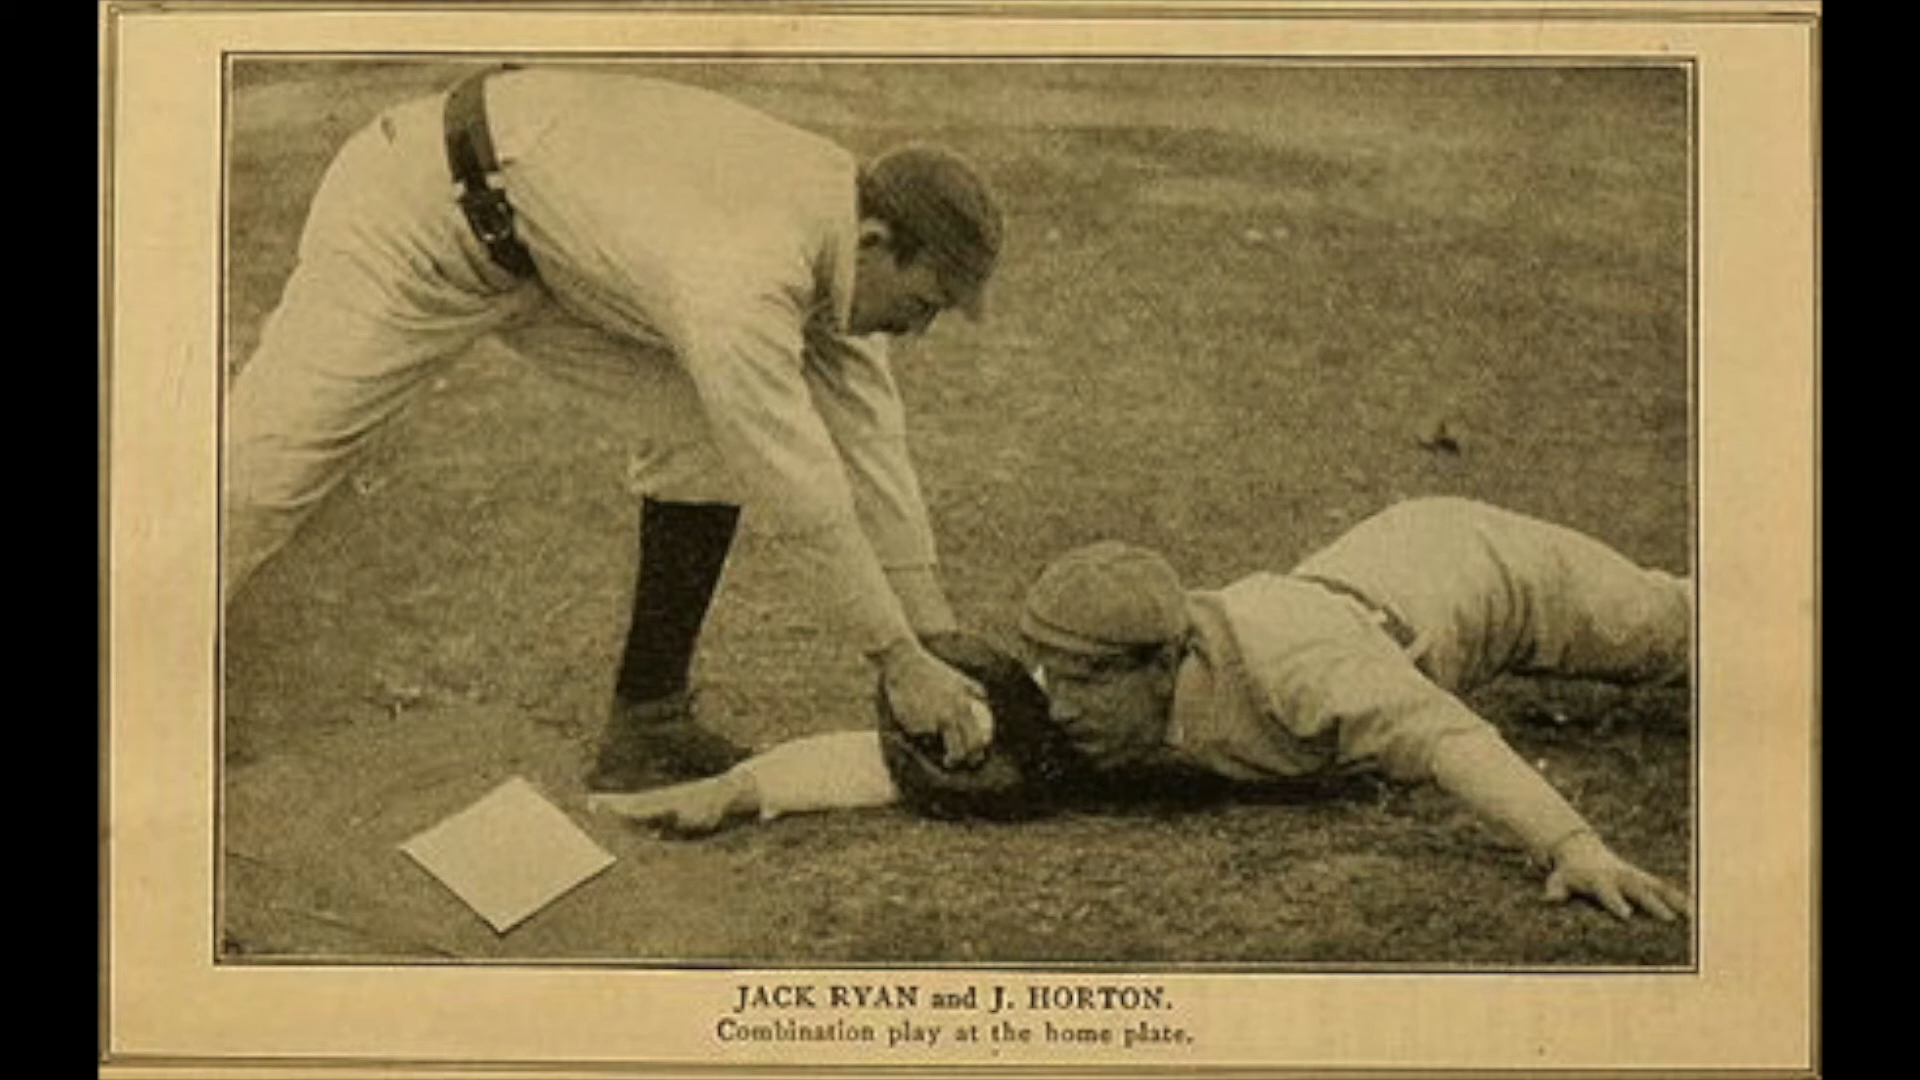 JACK RYAN and J. HORTON.
Combination play at the home plate.